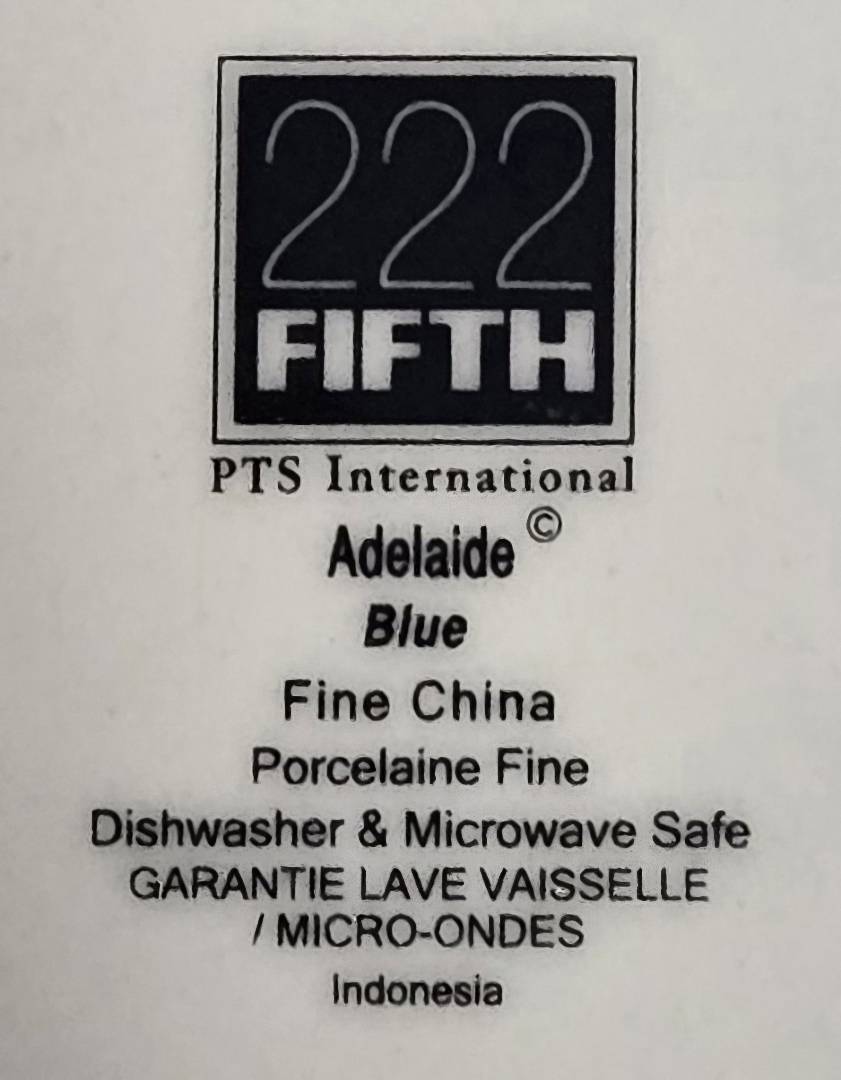 222
FIFTH
PTS International
Adelaide ©
Blue
Fine China
Porcelaine Fine
Dishwasher & Microwave Safe
GARANTIE LAVE VAISSELLE
/ MICRO-ONDES
Indonesia